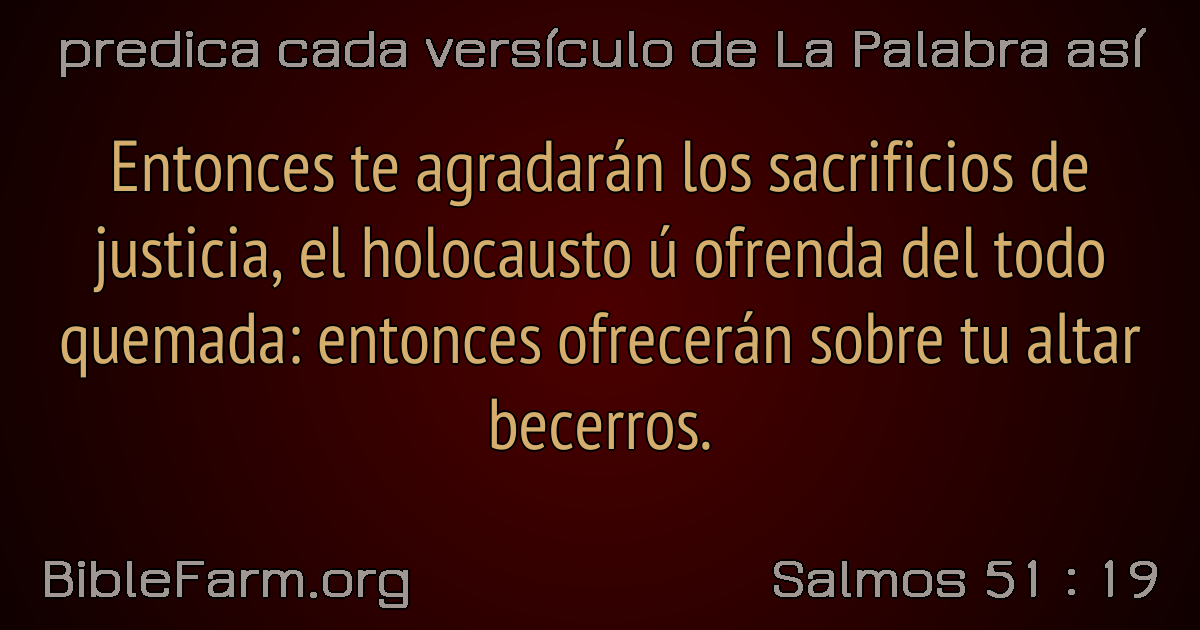 predica cada versículo de La Palabra así
Entonces te agradarán los sacrificios de
justicia, el holocausto ú ofrenda del todo
quemada: entonces ofrecerán sobre tu altar
becerros.
BibleFarm.org
Salmos 51 : 19